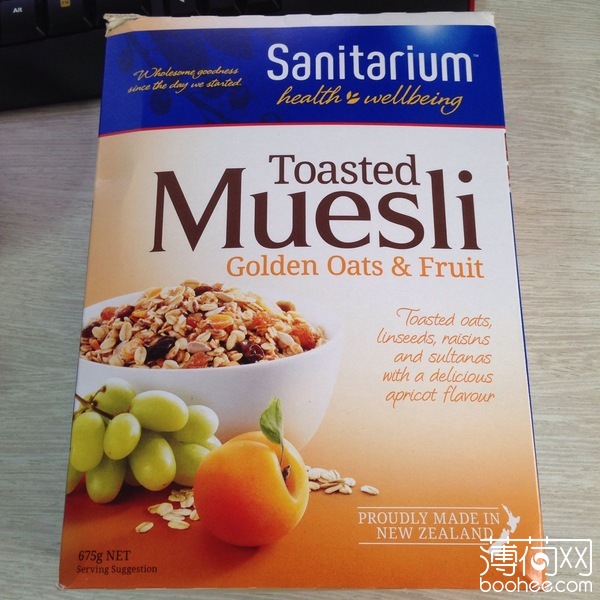 Wholesome goodness
since the day we started.
Sanitarium™
health wellbeing
Toasted
Muesli
Golden Oats & Fruit
Toasted oats,
linseeds, raisins
and sultanas
with a delicious
apricot flavour
PROUDLY MADE IN
NEW ZEALAND
675g NET
Serving Suggestion
薄荷网
boohee.com